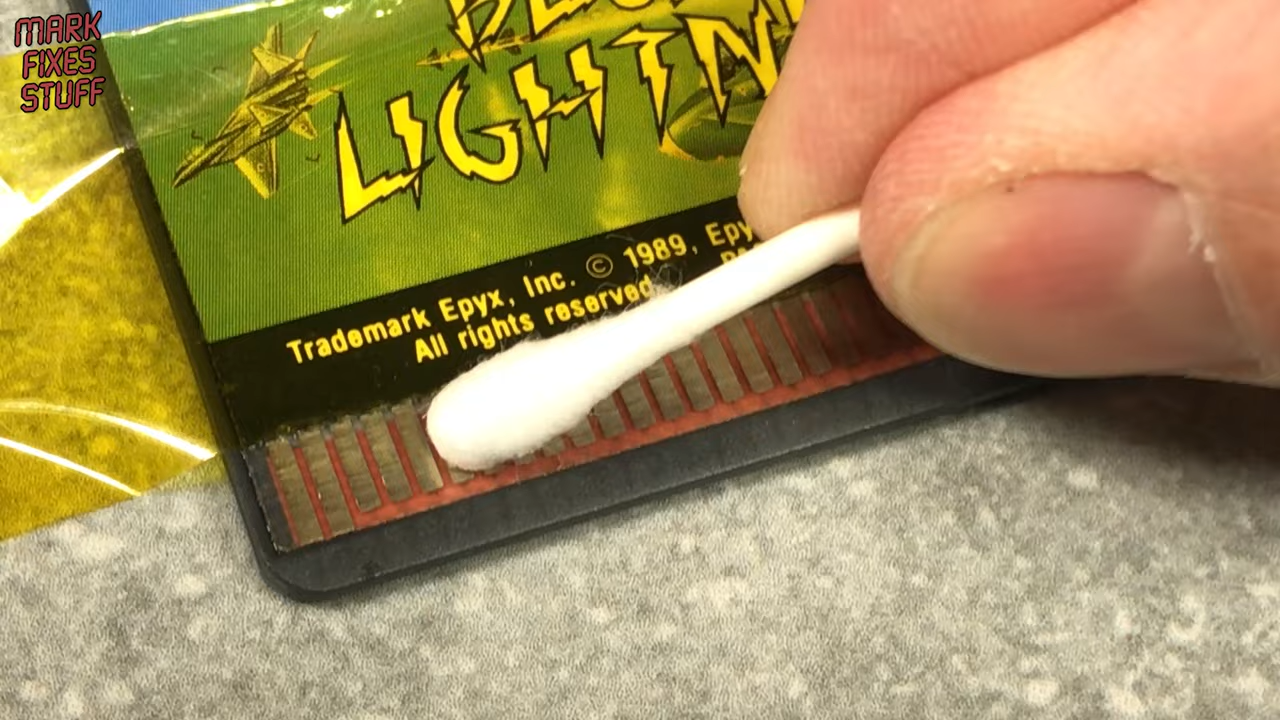 MARK
FIXES
STUFF
LIGHTN
Trademark Epyx, Inc. © 1989, Epy
All rights reserved